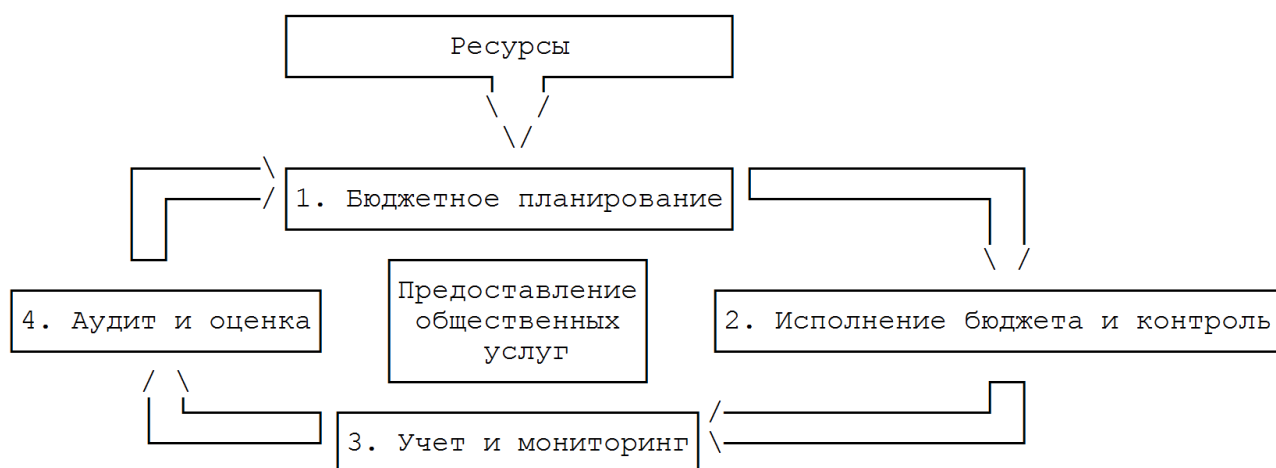 Ресурсы
1. Бюджетное планирование
Предоставление
общественных
услуг
4. Аудит и оценка
2. Исполнение бюджета и контроль
3. Учет и мониторинг